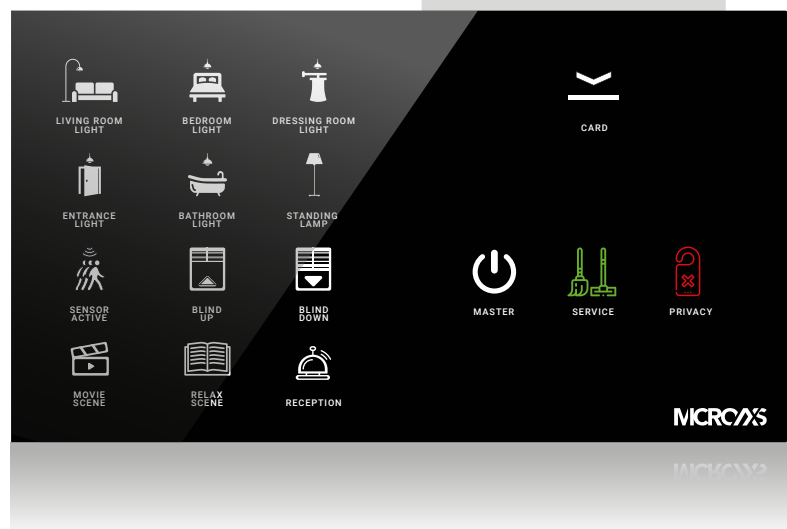 CARD
LIVING ROOM
LIGHT
BEDROOM
LIGHT
DRESSING ROOM
LIGHT
ENTRANCE
LIGHT
BATHROOM
LIGHT
STANDING
LAMP
SENSOR
ACTIVE
BLIND
UP
BLIND
DOWN
MASTER
SERVICE
PRIVACY
MOVIE
SCENE
RELAX
SCENE
RECEPTION